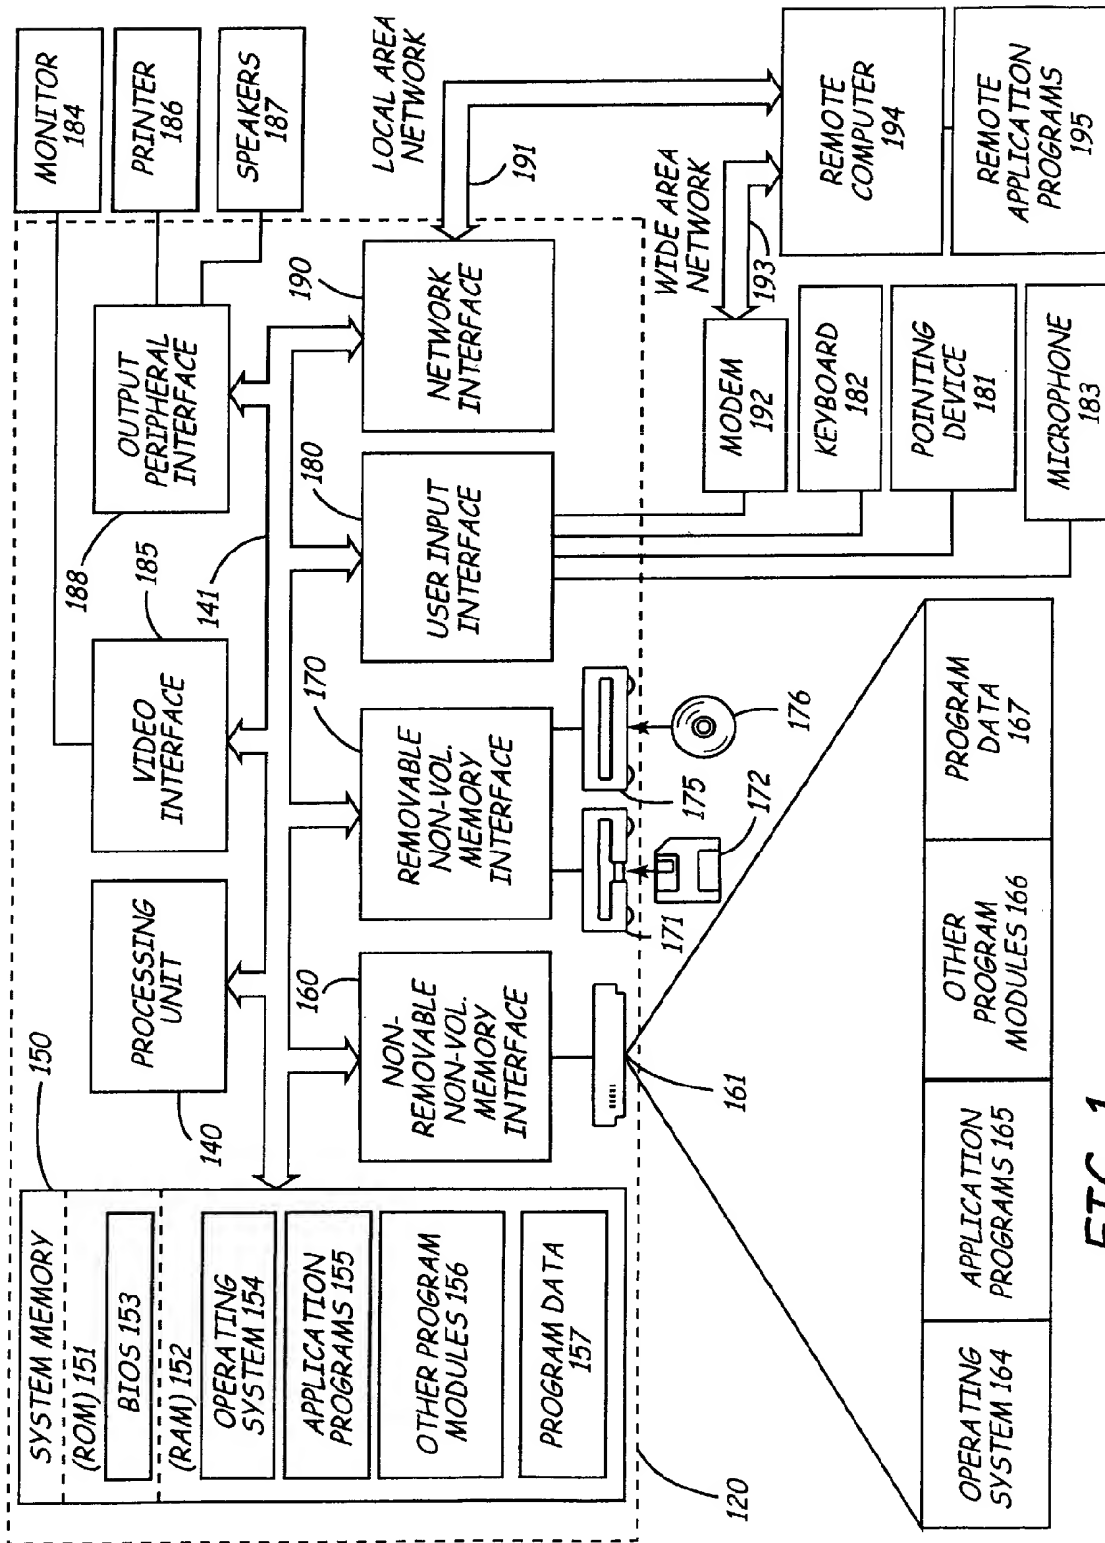 SYSTEM MEMORY
150
(ROM) 151
BIOS 153
(RAM) 152
OPERATING
SYSTEM 154
APPLICATION
PROGRAMS 155
OTHER PROGRAM
MODULES 156
PROGRAM DATA
157
120
PROCESSING
UNIT
140
VIDEO
INTERFACE
185
OUTPUT
PERIPHERAL
INTERFACE
188
141
MONITOR
184
PRINTER
186
SPEAKERS
187
NON-
REMOVABLE
NON-VOL.
MEMORY
INTERFACE
160
REMOVABLE
NON-VOL.
MEMORY
INTERFACE
170
USER INPUT
INTERFACE
180
NETWORK
INTERFACE
190
LOCAL AREA
NETWORK
191
161
171
172
175
176
WIDE AREA
NETWORK
193
MODEM
192
KEYBOARD
182
POINTING
DEVICE
181
MICROPHONE
183
REMOTE
COMPUTER
194
REMOTE
APPLICATION
PROGRAMS
195
OPERATING
SYSTEM 164
APPLICATION
PROGRAMS 165
OTHER
PROGRAM
MODULES 166
PROGRAM
DATA
167
FIG. 1